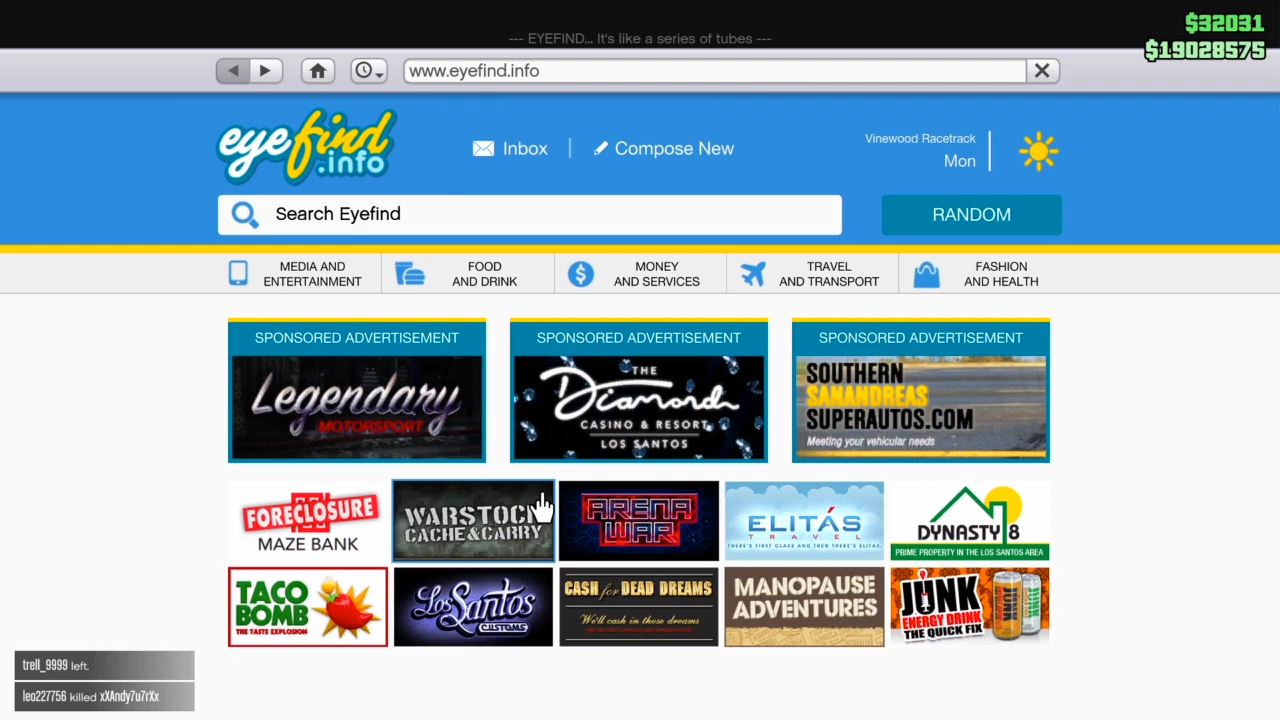 --- EYEFIND... It's like a series of tubes ---
$32031
$19028575
www.eyefind.info
eyefind
.info
Inbox
Compose New
Vinewood Racetrack
Mon
Search Eyefind
RANDOM
MEDIA AND
ENTERTAINMENT
FOOD
AND DRINK
MONEY
AND SERVICES
TRAVEL
AND TRANSPORT
FASHION
AND HEALTH
SPONSORED ADVERTISEMENT
Legendary
MOTORSPORT
SPONSORED ADVERTISEMENT
THE
Diamond
CASINO & RESORT
LOS SANTOS
SPONSORED ADVERTISEMENT
SOUTHERN
SANANDREAS
SUPERAUTOS.COM
Meeting your vehicular needs
FORECLOSURE
MAZE BANK
WARSTOCK
CACHE&CARRY
ARENA
WAR
ELITÁS
TRAVEL
THERE'S FIRST CLASS AND THEN THERE'S ELITAS.
DYNASTY 8
PRIME PROPERTY IN THE LOS SANTOS AREA
TACO
BOMB
THE TASTE EXPLOSION
Los Santos
CUSTOMS
CASH for DEAD DREAMS
We'll cash in those dreams
MANOPAUSE
ADVENTURES
JUNK
ENERGY DRINK
THE QUICK FIX
trell_9999 left.
leo227756 killed xXAndy7u7rXx